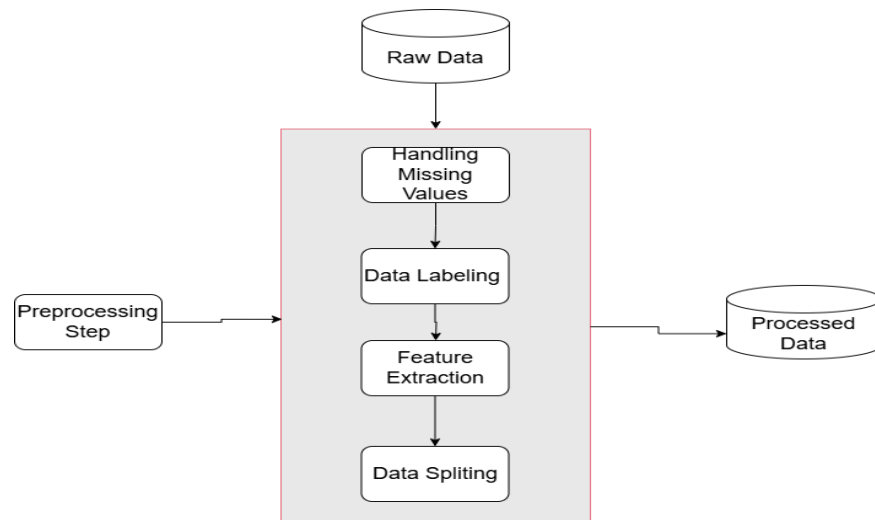 Raw Data
Handling
Missing
Values
Data Labeling
Preprocessing
Step
Processed
Data
Feature
Extraction
Data Spliting